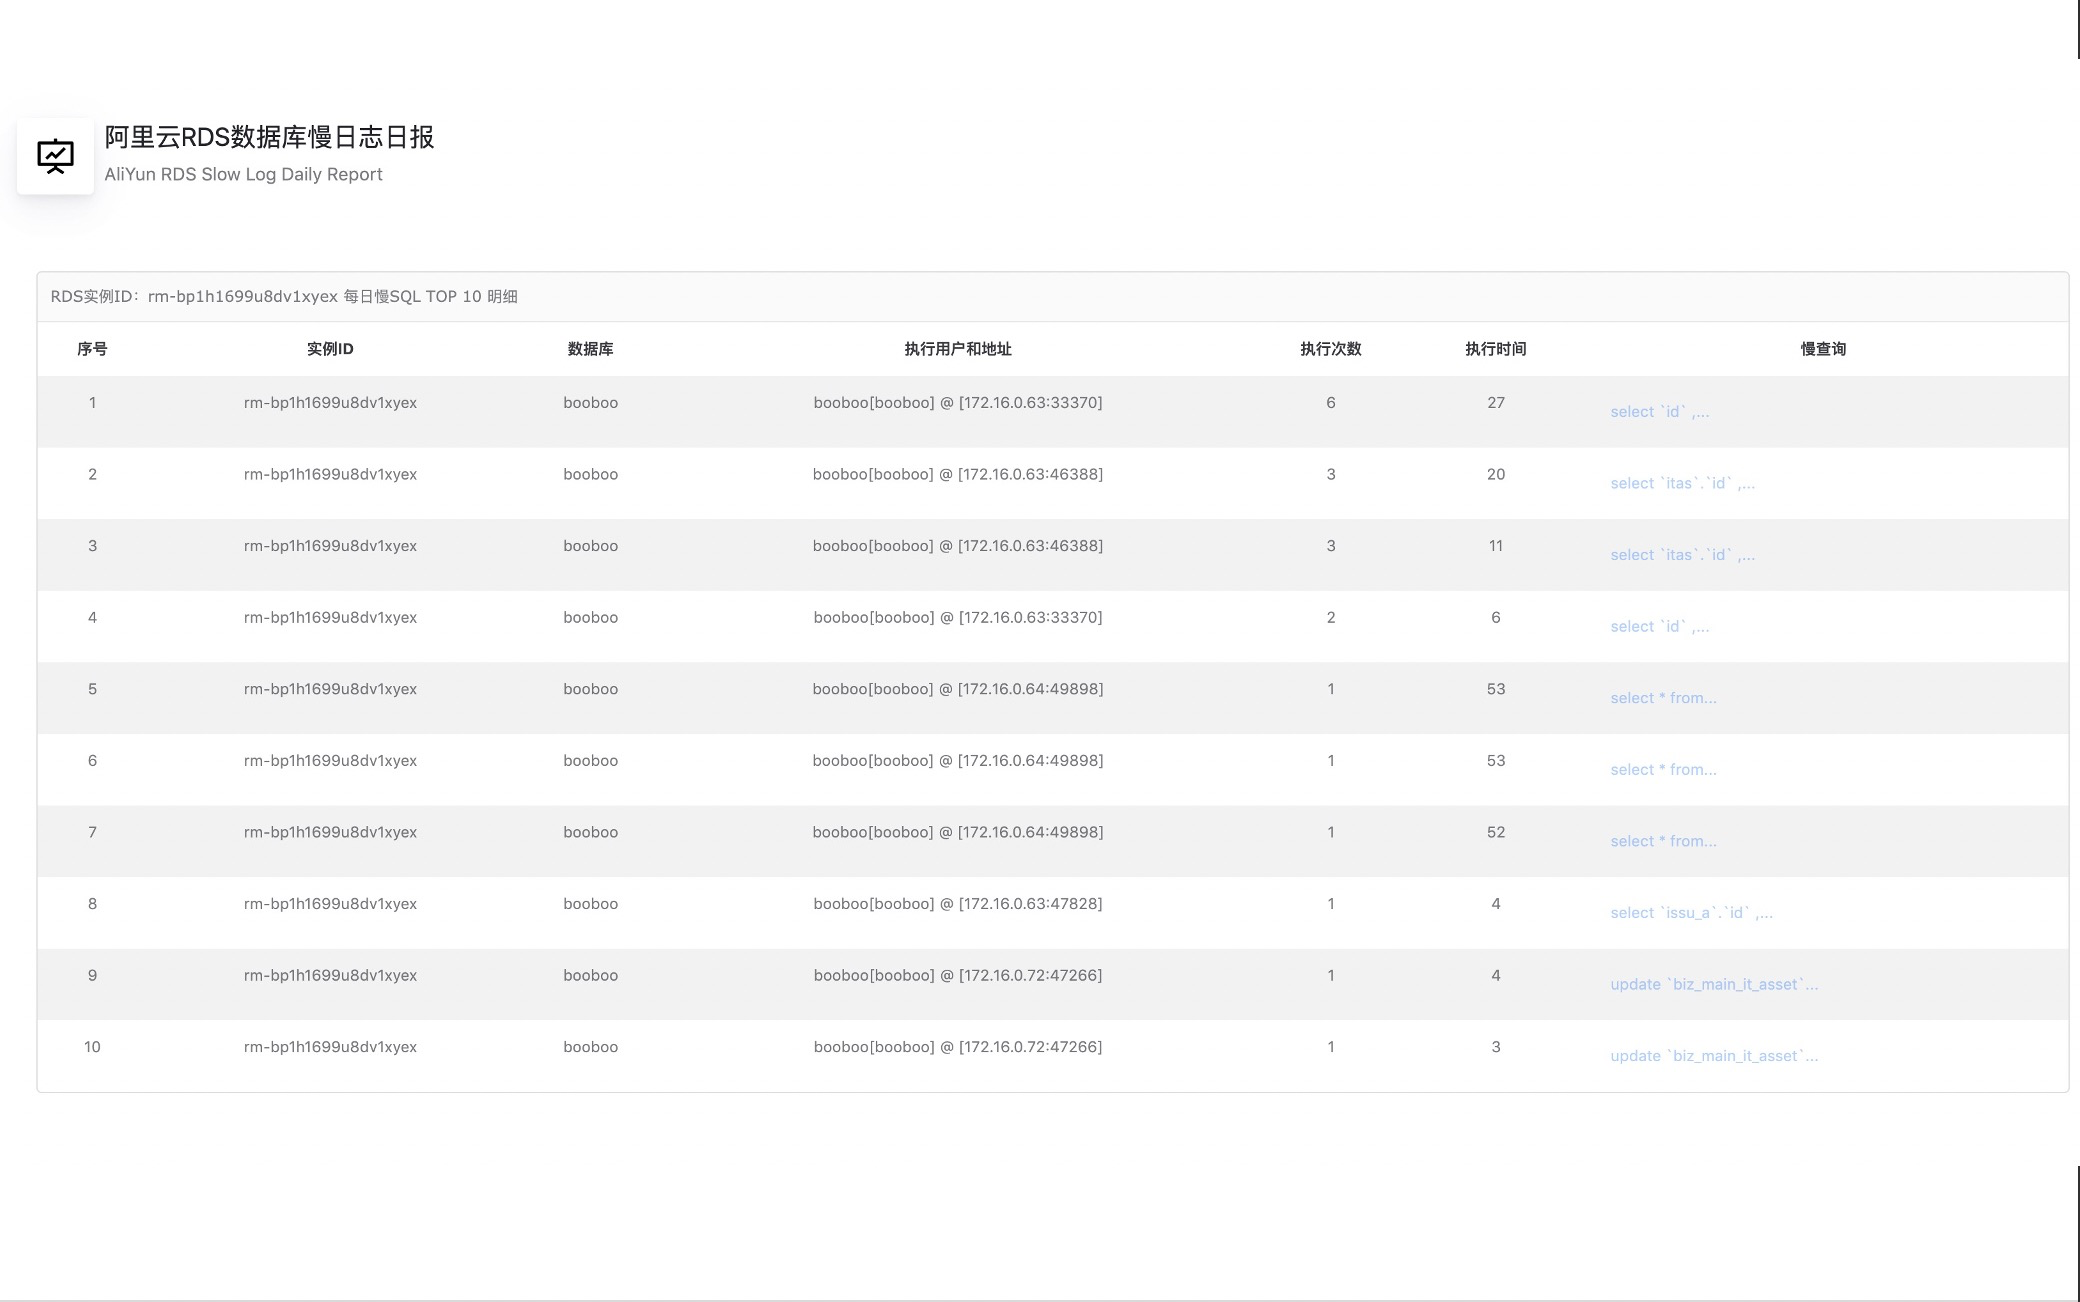 阿里云RDS数据库慢日志日报
AliYun RDS Slow Log Daily Report
RDS实例ID：rm-bp1h1699u8dv1xyex 每日慢SQL TOP 10 明细
序号 实例ID 数据库 执行用户和地址 执行次数 执行时间 慢查询
1 rm-bp1h1699u8dv1xyex booboo booboo[booboo] @ [172.16.0.63:33370] 6 27 select `id` ,...
2 rm-bp1h1699u8dv1xyex booboo booboo[booboo] @ [172.16.0.63:46388] 3 20 select `itas`.`id` ,...
3 rm-bp1h1699u8dv1xyex booboo booboo[booboo] @ [172.16.0.63:46388] 3 11 select `itas`.`id` ,...
4 rm-bp1h1699u8dv1xyex booboo booboo[booboo] @ [172.16.0.63:33370] 2 6 select `id` ,...
5 rm-bp1h1699u8dv1xyex booboo booboo[booboo] @ [172.16.0.64:49898] 1 53 select * from...
6 rm-bp1h1699u8dv1xyex booboo booboo[booboo] @ [172.16.0.64:49898] 1 53 select * from...
7 rm-bp1h1699u8dv1xyex booboo booboo[booboo] @ [172.16.0.64:49898] 1 52 select * from...
8 rm-bp1h1699u8dv1xyex booboo booboo[booboo] @ [172.16.0.63:47828] 1 4 select `issu_a`.`id` ,...
9 rm-bp1h1699u8dv1xyex booboo booboo[booboo] @ [172.16.0.72:47266] 1 4 update `biz_main_it_asset`...
10 rm-bp1h1699u8dv1xyex booboo booboo[booboo] @ [172.16.0.72:47266] 1 3 update `biz_main_it_asset`...